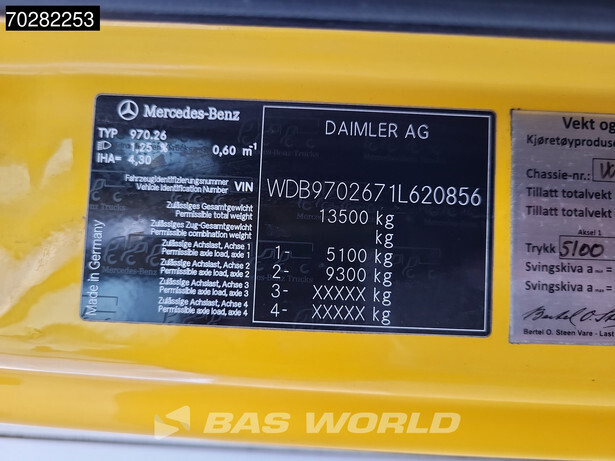 70282253
Mercedes-Benz
DAIMLER AG
TYP 970.26
1,25 % 0,60 m⁻¹
IHA= 4,30
Fahrzeugidentifizierungsnummer
Vehicle Identification Number VIN WDB9702671L620856
Zulässiges Gesamtgewicht
Permissible total weight 13500 kg
Zulässiges Zug-Gesamtgewicht
Permissible combination weight kg
Zulässige Achslast, Achse 1
Permissible axle load, axle 1 1- 5100 kg
Zulässige Achslast, Achse 2
Permissible axle load, axle 2 2- 9300 kg
Zulässige Achslast, Achse 3
Permissible axle load, axle 3 3- XXXXX kg
Zulässige Achslast, Achse 4
Permissible axle load, axle 4 4- XXXXX kg
Made in Germany
Vekt og
Kjøretøyproduse
Chassie-nr.:
Tillatt totalvekt
Tillatt totalvekt
Aksel 1
Trykk 5100
Svingskiva a max =
Svingskiva a max =
Bertel O. Steen Vare - Last
BAS WORLD